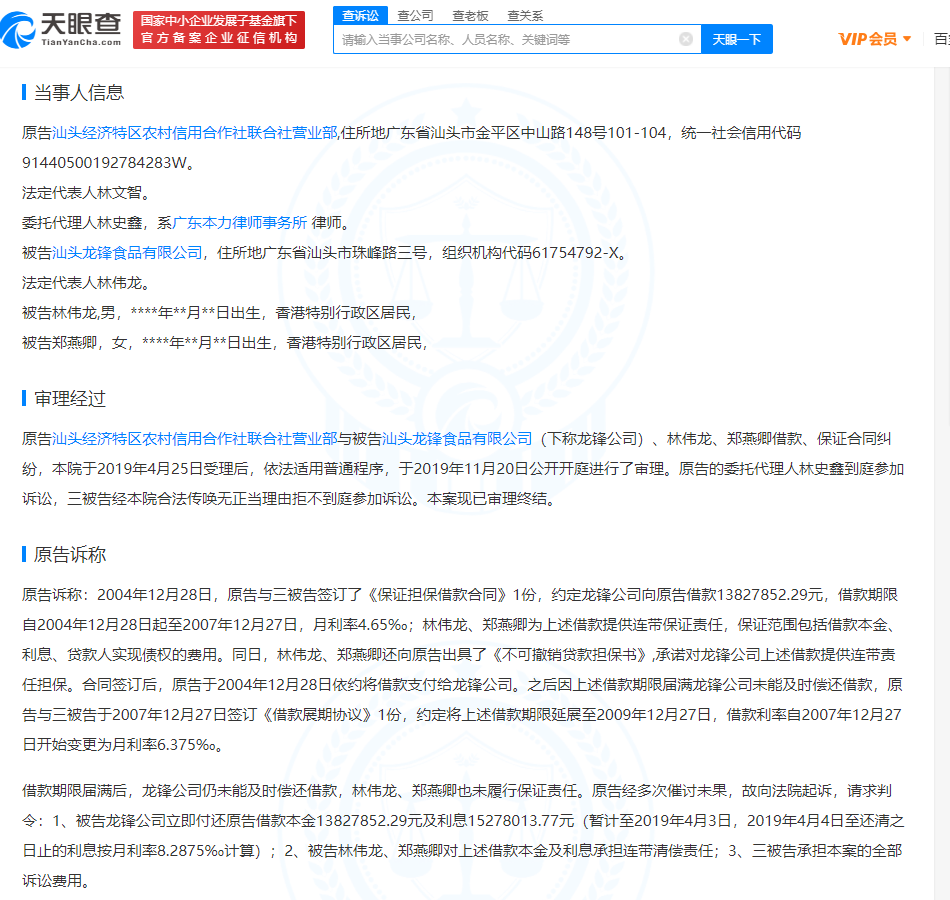 天眼查
TianYanCha.com
国家中小企业发展子基金旗下
官方备案企业征信机构
查诉讼 查公司 查老板 查关系
请输入当事公司名称、人员名称、关键词等
天眼一下
VIP会员
百
当事人信息
原告汕头经济特区农村信用合作社联合社营业部,住所地广东省汕头市金平区中山路148号101-104，统一社会信用代码
91440500192784283W。
法定代表人林文智。
委托代理人林史鑫，系广东本力律师事务所 律师。
被告汕头龙锋食品有限公司，住所地广东省汕头市珠峰路三号，组织机构代码61754792-X。
法定代表人林伟龙。
被告林伟龙,男，****年**月**日出生，香港特别行政区居民，
被告郑燕卿，女，****年**月**日出生，香港特别行政区居民，
审理经过
原告汕头经济特区农村信用合作社联合社营业部与被告汕头龙锋食品有限公司（下称龙锋公司）、林伟龙、郑燕卿借款、保证合同纠
纷，本院于2019年4月25日受理后，依法适用普通程序，于2019年11月20日公开开庭进行了审理。原告的委托代理人林史鑫到庭参加
诉讼，三被告经本院合法传唤无正当理由拒不到庭参加诉讼。本案现已审理终结。
原告诉称
原告诉称：2004年12月28日，原告与三被告签订了《保证担保借款合同》1份，约定龙锋公司向原告借款13827852.29元，借款期限
自2004年12月28日起至2007年12月27日，月利率4.65‰；林伟龙、郑燕卿为上述借款提供连带保证责任，保证范围包括借款本金、
利息、贷款人实现债权的费用。同日，林伟龙、郑燕卿还向原告出具了《不可撤销贷款担保书》,承诺对龙锋公司上述借款提供连带责
任担保。合同签订后，原告于2004年12月28日依约将借款支付给龙锋公司。之后因上述借款期限届满龙锋公司未能及时偿还借款，原
告与三被告于2007年12月27日签订《借款展期协议》1份，约定将上述借款期限延展至2009年12月27日，借款利率自2007年12月27
日开始变更为月利率6.375‰。
借款期限届满后，龙锋公司仍未能及时偿还借款，林伟龙、郑燕卿也未履行保证责任。原告经多次催讨未果，故向法院起诉，请求判
令：1、被告龙锋公司立即付还原告借款本金13827852.29元及利息15278013.77元（暂计至2019年4月3日，2019年4月4日至还清之
日止的利息按月利率8.2875‰计算）；2、被告林伟龙、郑燕卿对上述借款本金及利息承担连带清偿责任；3、三被告承担本案的全部
诉讼费用。